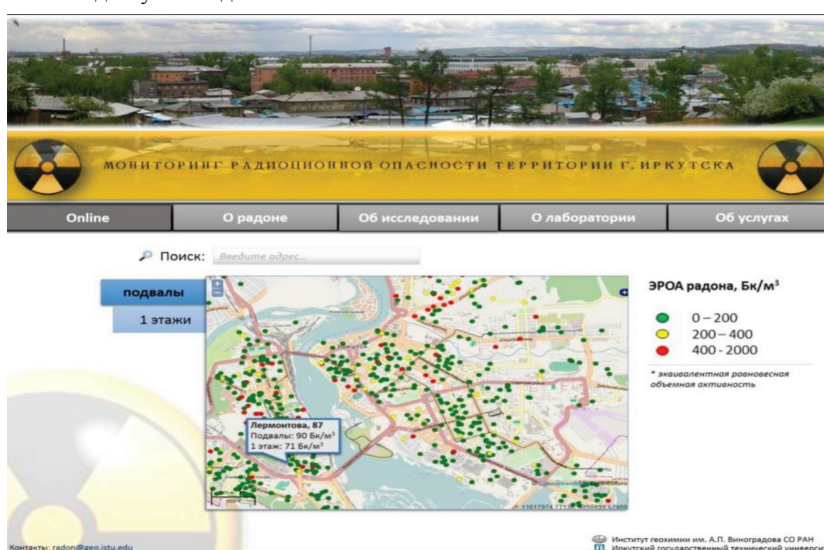 МОНИТОРИНГ РАДИОЦИОННОЙ ОПАСНОСТИ ТЕРРИТОРИИ Г. ИРКУТСКА
Online
О радоне
Об исследовании
О лаборатории
Об услугах
Поиск: Введите адрес...
подвалы
1 этажи
ЭРОА радона, Бк/м³
0 – 200
200 – 400
400 - 2000
* эквивалентная равновесная
объемная активность
Лермонтова, 87
Подвалы: 90 Бк/м³
1 этаж: 71 Бк/м³
Контакты: radon@geo.istu.edu
Институт геохимии им. А.П. Виноградова СО РАН
Иркутский государственный технический